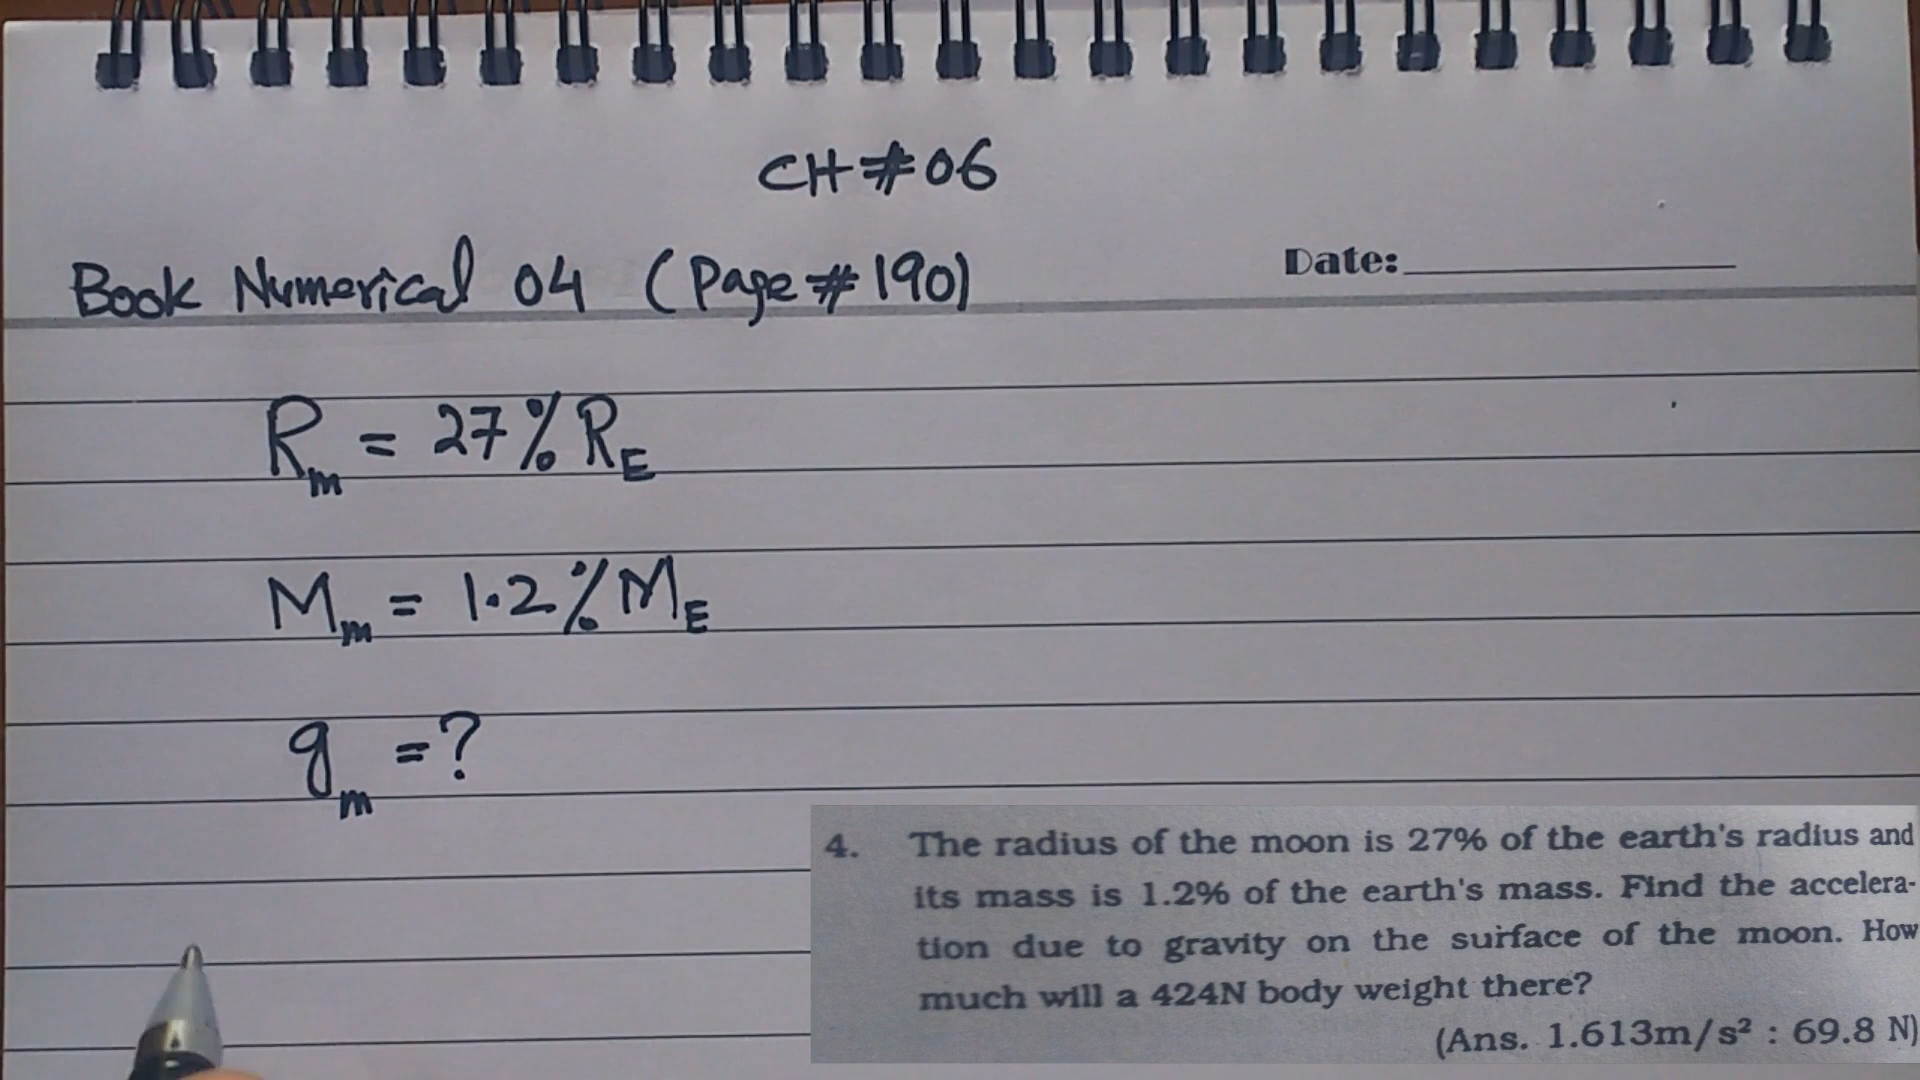 CH#06
Book Numerical 04 (Page#190)
Date:
Rm = 27% RE
Mm = 1.2% ME
gm = ?
4. The radius of the moon is 27% of the earth's radius and
its mass is 1.2% of the earth's mass. Find the accelera-
tion due to gravity on the surface of the moon. How
much will a 424N body weight there?
(Ans. 1.613m/s² : 69.8 N)